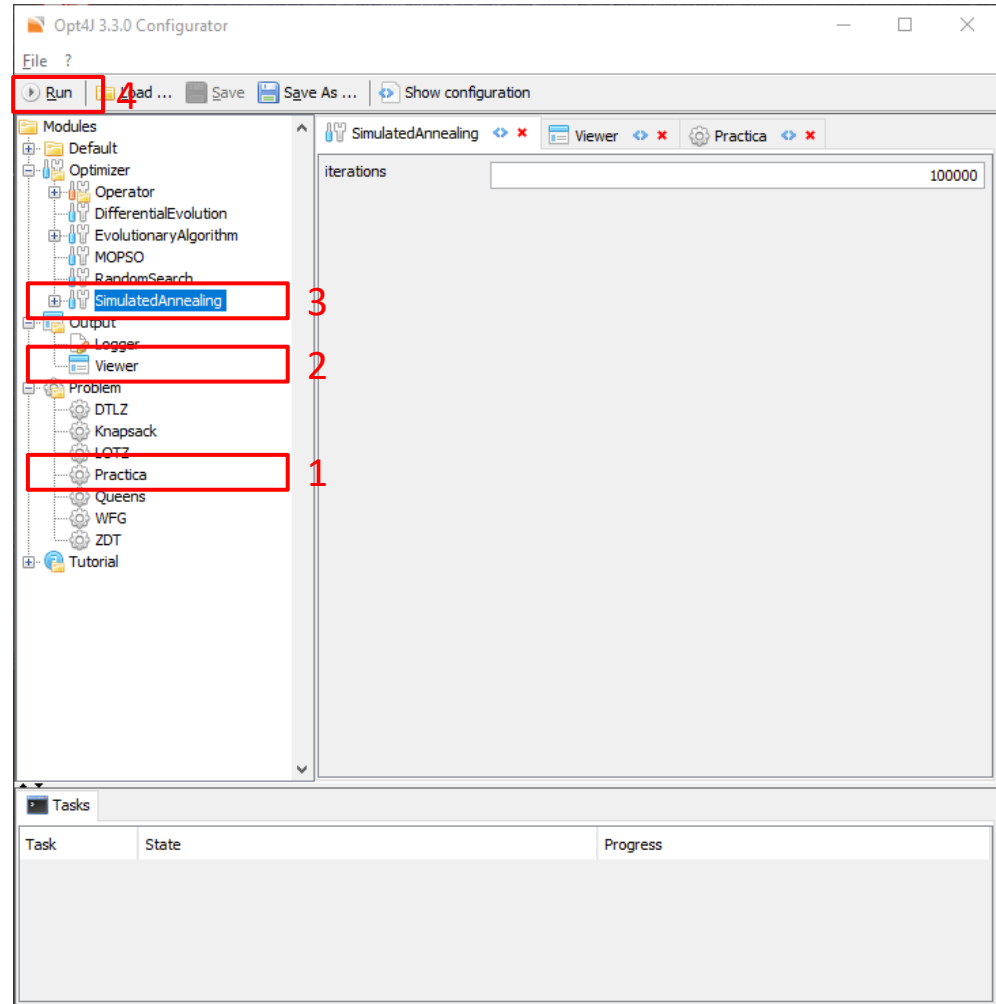 Opt4J 3.3.0 Configurator
File ?
Run 4 Load ... Save Save As ... Show configuration
Modules
Default
Optimizer
Operator
DifferentialEvolution
EvolutionaryAlgorithm
MOPSO
RandomSearch
SimulatedAnnealing 3
Output
Logger
Viewer 2
Problem
DTLZ
Knapsack
LOTZ
Practica 1
Queens
WFG
ZDT
Tutorial
SimulatedAnnealing Viewer Practica
iterations 100000
Tasks
Task State Progress